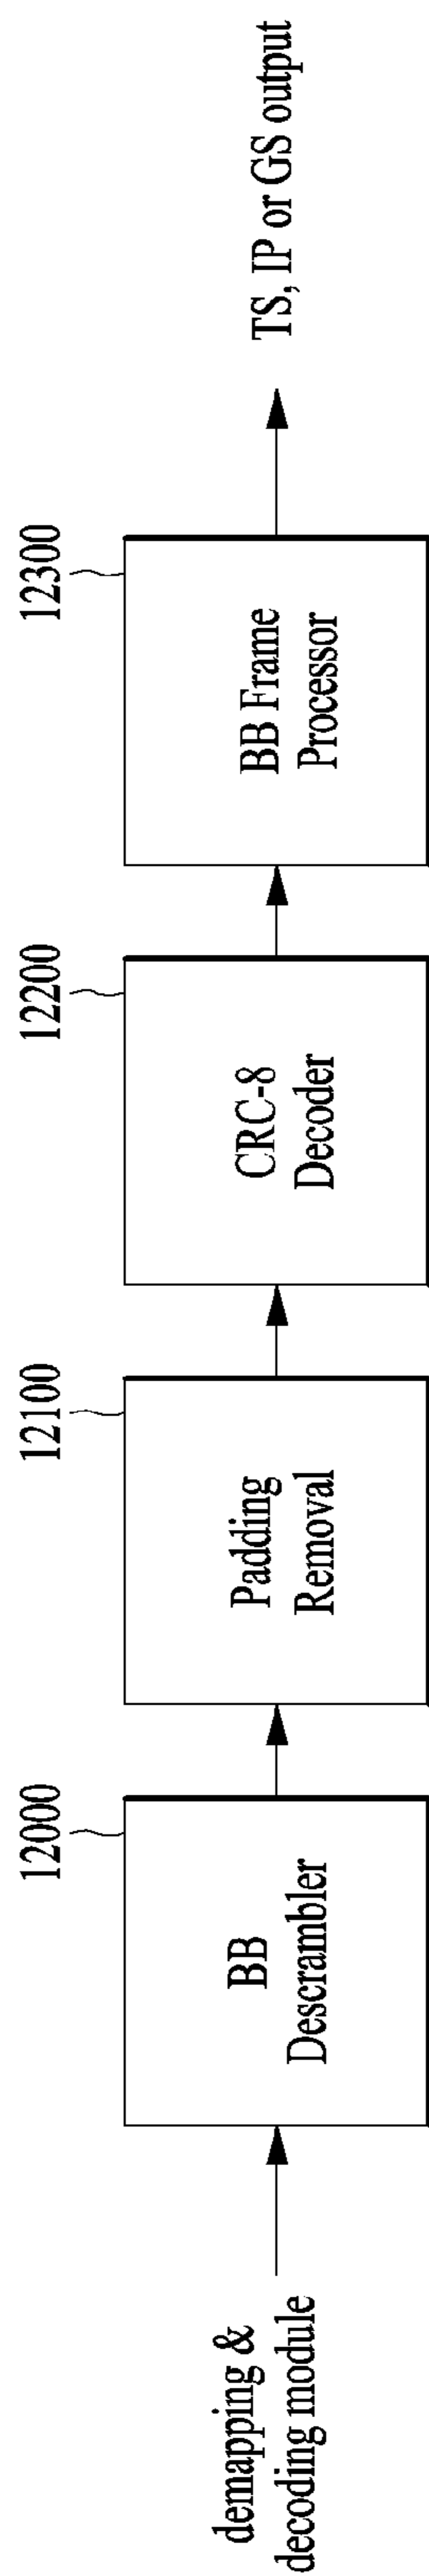 demapping &
decoding module
12000
BB
Descrambler
12100
Padding
Removal
12200
CRC-8
Decoder
12300
BB Frame
Processor
TS, IP or GS output